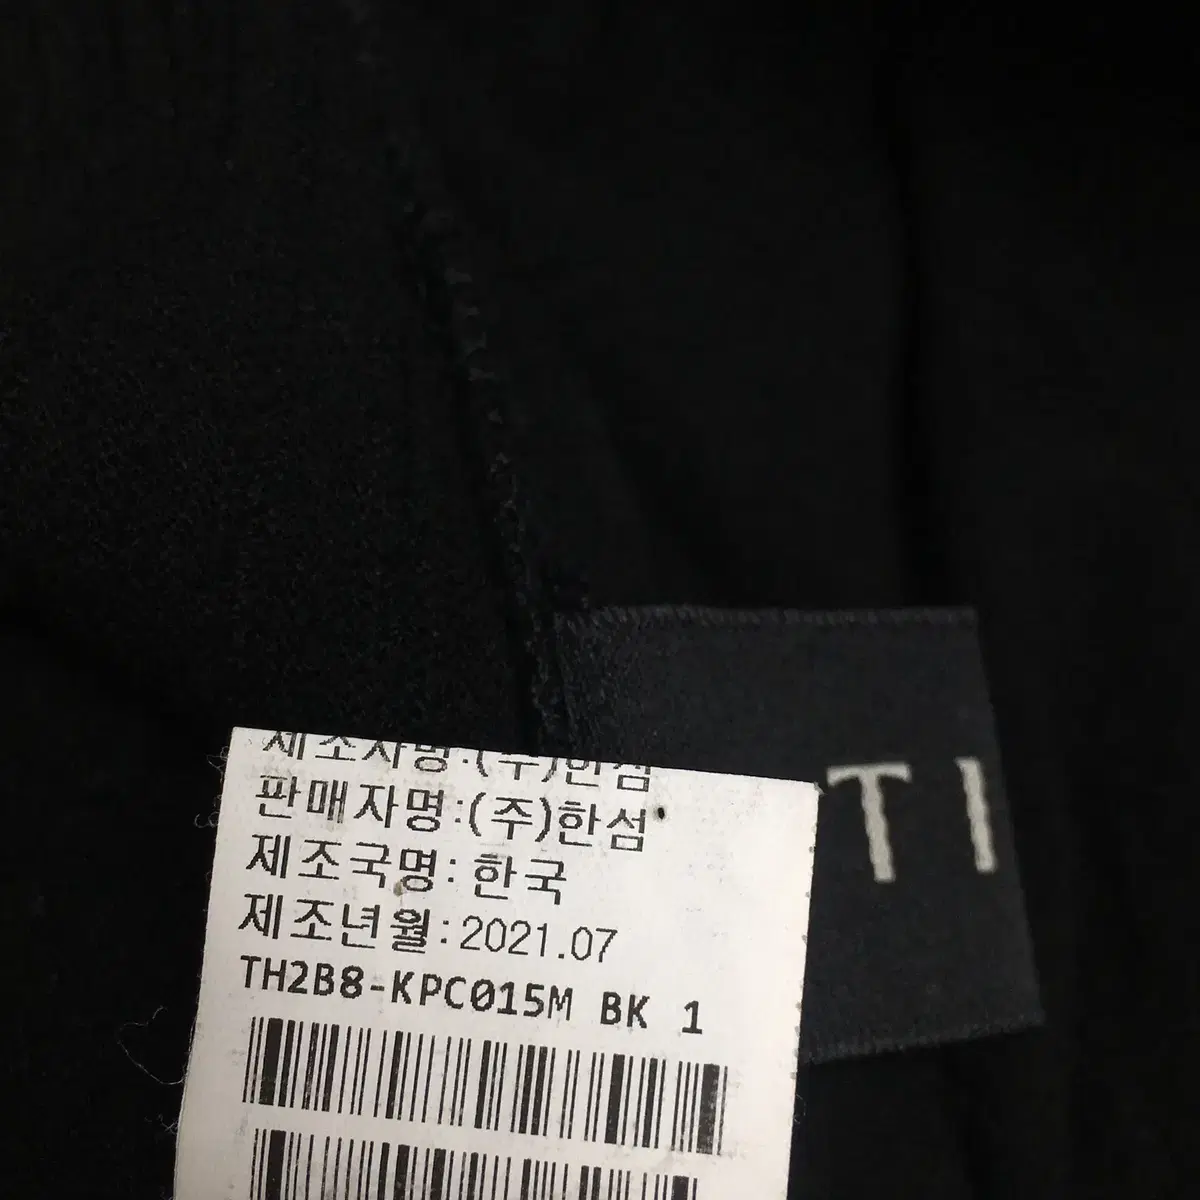 제조자명:(주)한섬
판매자명:(주)한섬
제조국명: 한국
제조년월:2021.07
TH2B8-KPC015M BK 1
TI